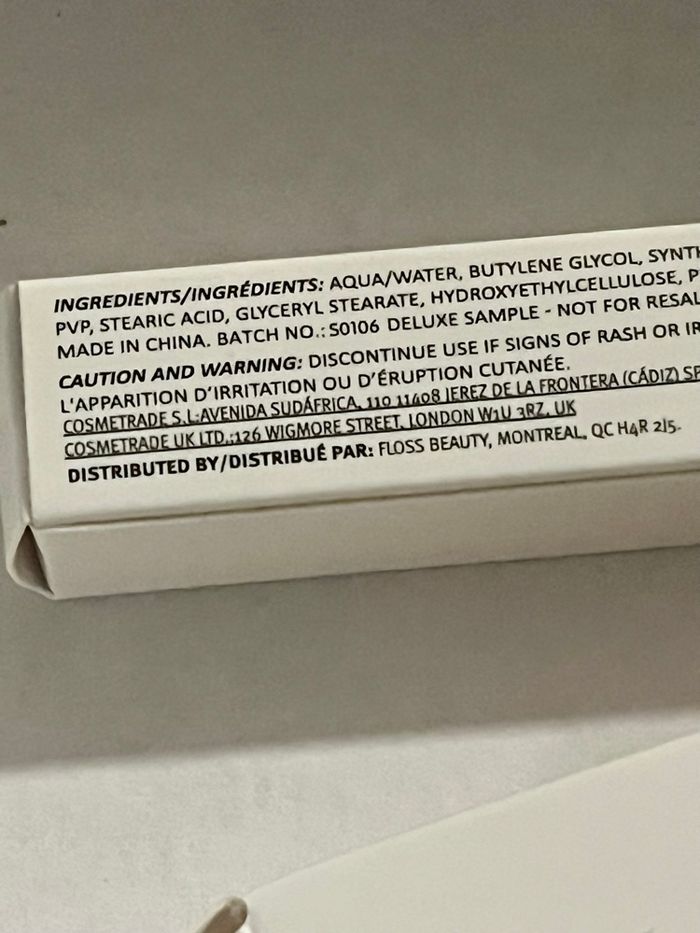 INGREDIENTS/INGRÉDIENTS: AQUA/WATER, BUTYLENE GLYCOL, SYNTH
PVP, STEARIC ACID, GLYCERYL STEARATE, HYDROXYETHYLCELLULOSE, P
MADE IN CHINA. BATCH NO.: S0106 DELUXE SAMPLE - NOT FOR RESAL
CAUTION AND WARNING: DISCONTINUE USE IF SIGNS OF RASH OR IR
L'APPARITION D'IRRITATION OU D'ÉRUPTION CUTANÉE.
COSMETRADE S.L:AVENIDA SUDÁFRICA, 110 11408 JEREZ DE LA FRONTERA (CÁDIZ) SP
COSMETRADE UK LTD.:126 WIGMORE STREET, LONDON W1U 3RZ, UK
DISTRIBUTED BY/DISTRIBUÉ PAR: FLOSS BEAUTY, MONTREAL, QC H4R 2J5.